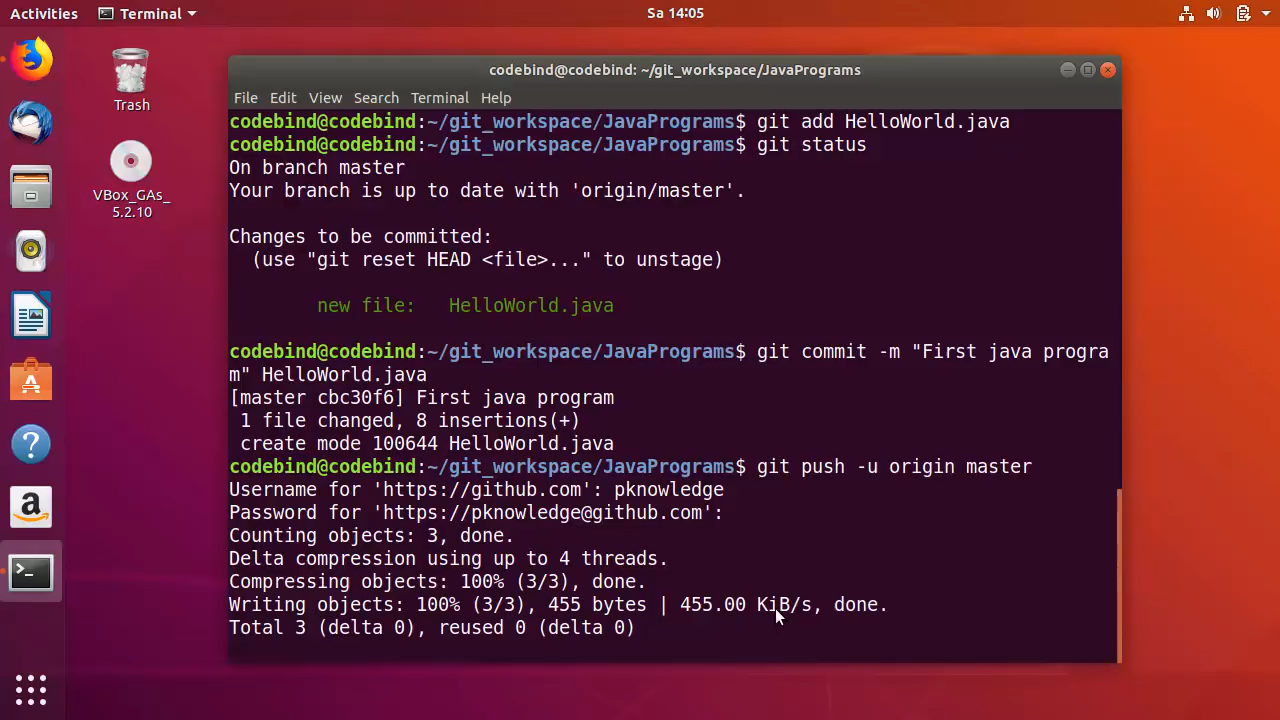 Activities
Terminal
Sa 14:05
Trash
VBox_GAs_
5.2.10
codebind@codebind: ~/git_workspace/JavaPrograms
File Edit View Search Terminal Help
codebind@codebind:~/git_workspace/JavaPrograms$ git add HelloWorld.java
codebind@codebind:~/git_workspace/JavaPrograms$ git status
On branch master
Your branch is up to date with 'origin/master'.
Changes to be committed:
(use "git reset HEAD <file>..." to unstage)
new file: HelloWorld.java
codebind@codebind:~/git_workspace/JavaPrograms$ git commit -m "First java progra
m" HelloWorld.java
[master cbc30f6] First java program
1 file changed, 8 insertions(+)
create mode 100644 HelloWorld.java
codebind@codebind:~/git_workspace/JavaPrograms$ git push -u origin master
Username for 'https://github.com': pknowledge
Password for 'https://pknowledge@github.com':
Counting objects: 3, done.
Delta compression using up to 4 threads.
Compressing objects: 100% (3/3), done.
Writing objects: 100% (3/3), 455 bytes | 455.00 KiB/s, done.
Total 3 (delta 0), reused 0 (delta 0)